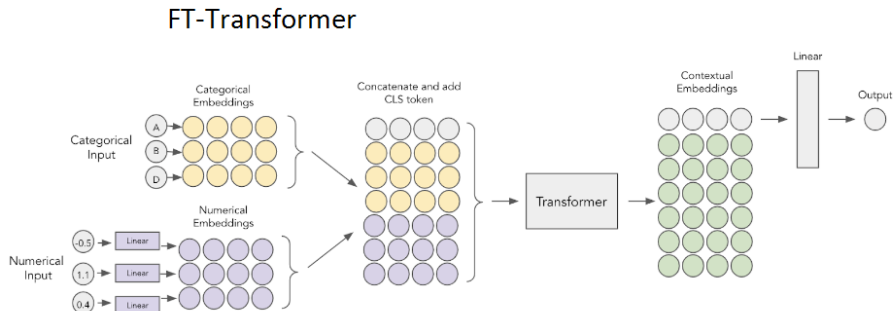 FT-Transformer
Categorical
Embeddings
Categorical
Input
A
B
D
Numerical
Embeddings
Numerical
Input
-0.5
Linear
1.1
Linear
0.4
Linear
Concatenate and add
CLS token
Transformer
Contextual
Embeddings
Linear
Output